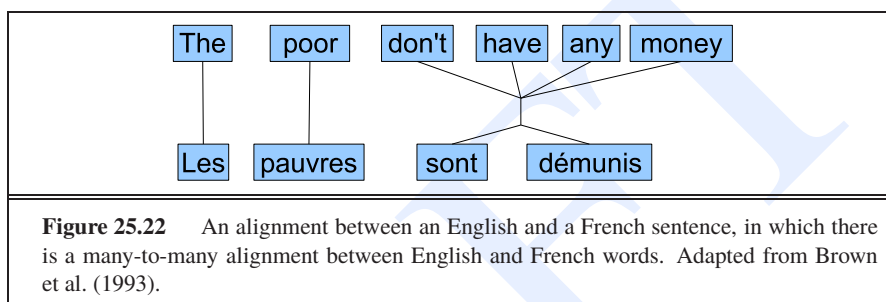 The poor don't have any money
Les pauvres sont démunis
Figure 25.22 An alignment between an English and a French sentence, in which there
is a many-to-many alignment between English and French words. Adapted from Brown
et al. (1993).